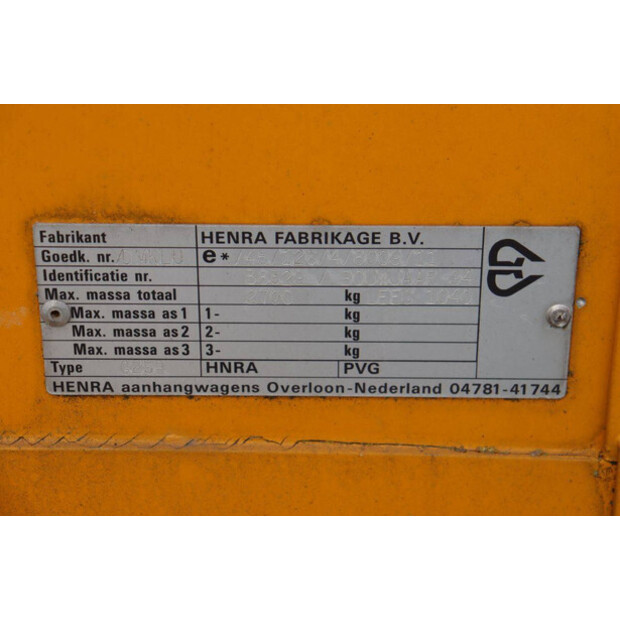 Fabrikant HENRA FABRIKAGE B.V.
Goedk. nr. e*
Identificatie nr.
Max. massa totaal kg
Max. massa as 1 1- kg
Max. massa as 2 2- kg
Max. massa as 3 3- kg
Type HNRA PVG
HENRA aanhangwagens Overloon-Nederland 04781-41744